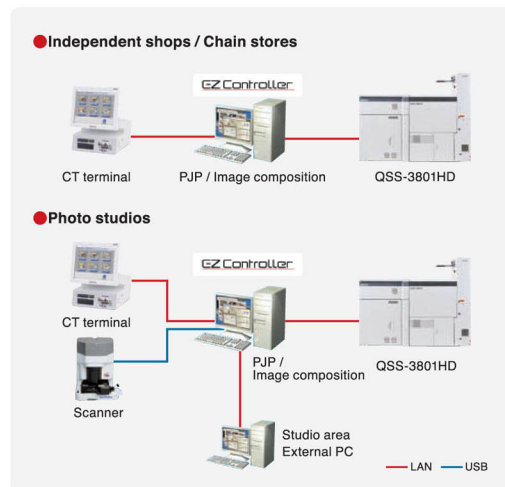 Independent shops / Chain stores
EZ Controller
CT terminal
PJP / Image composition
QSS-3801HD
Photo studios
EZ Controller
CT terminal
PJP /
Image composition
QSS-3801HD
Scanner
Studio area
External PC
LAN
USB